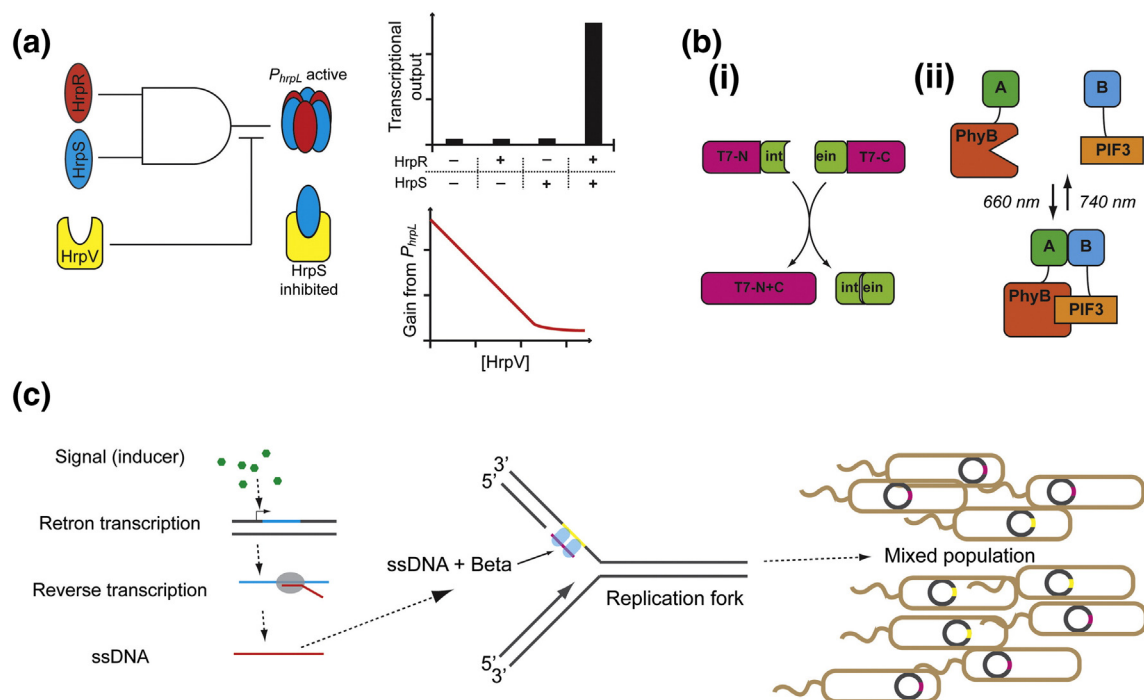 (a)
HrpR
HrpS
HrpV
P_hrpL active
HrpS
inhibited
Transcriptional
output
HrpR – + – +
HrpS – – + +
Gain from P_hrpL
[HrpV]
(b)
(i)
T7-N int
ein T7-C
T7-N+C
int ein
(ii)
A
B
PhyB
PIF3
660 nm
740 nm
A B
PhyB
PIF3
(c)
Signal (inducer)
Retron transcription
Reverse transcription
ssDNA
3’
5’
ssDNA + Beta
Replication fork
5’
3’
Mixed population